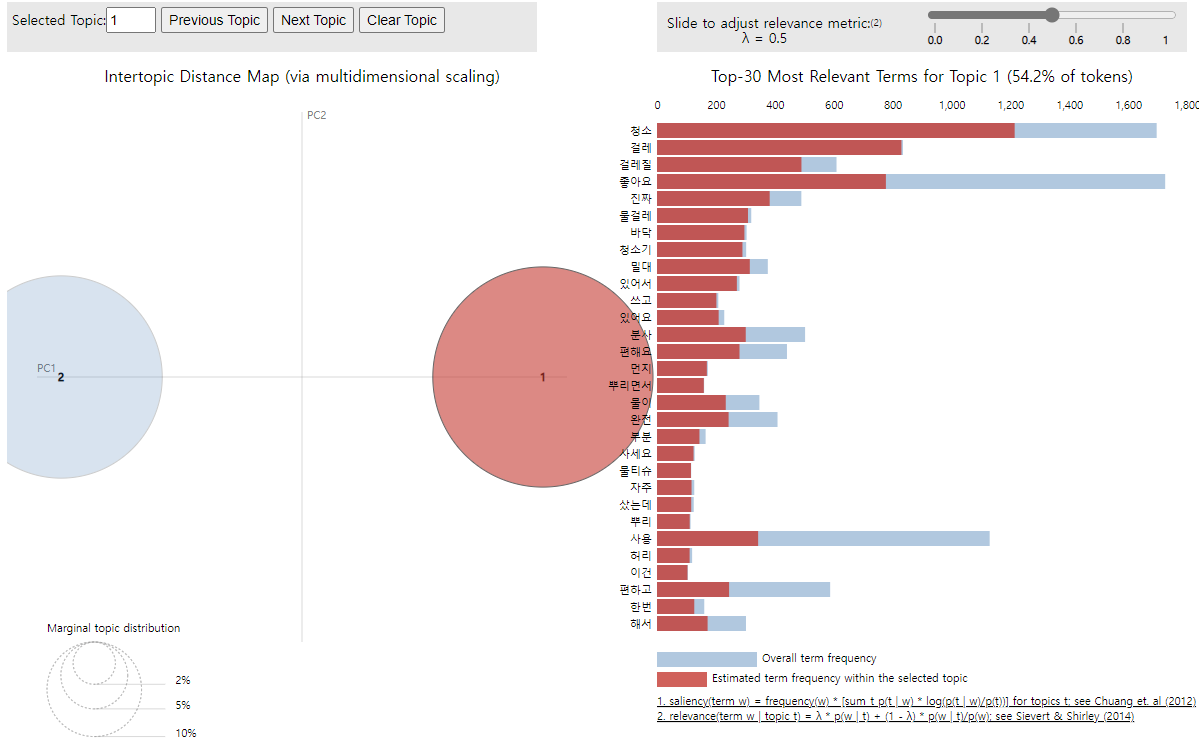 Selected Topic: 1 Previous Topic Next Topic Clear Topic
Slide to adjust relevance metric:(2)
λ = 0.5
0.0 0.2 0.4 0.6 0.8 1
Intertopic Distance Map (via multidimensional scaling)
PC2
PC1
2
1
Marginal topic distribution
2%
5%
10%
Top-30 Most Relevant Terms for Topic 1 (54.2% of tokens)
0 200 400 600 800 1,000 1,200 1,400 1,600 1,800
청소
걸레
걸레질
좋아요
진짜
물걸레
바닥
청소기
밀대
있어서
쓰고
있어요
분사
편해요
먼지
뿌리면서
물이
완전
부분
사세요
물티슈
자주
샀는데
뿌리
사용
허리
이건
편하고
한번
해서
Overall term frequency
Estimated term frequency within the selected topic
1. saliency(term w) = frequency(w) * [sum_t p(t | w) * log(p(t | w)/p(t))] for topics t; see Chuang et. al (2012)
2. relevance(term w | topic t) = λ * p(w | t) + (1 - λ) * p(w | t)/p(w); see Sievert & Shirley (2014)